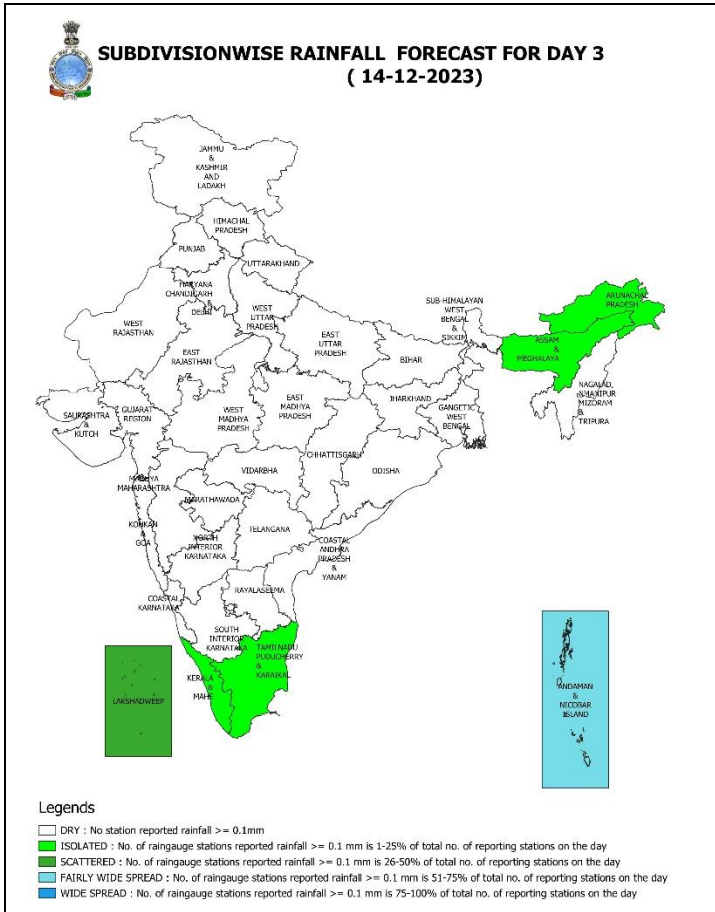 SUBDIVISIONWISE RAINFALL FORECAST FOR DAY 3
( 14-12-2023)
JAMMU
&
KASHMIR
AND
LADAKH
HIMACHAL
PRADESH
PUNJAB
UTTARAKHAND
HARYANA
CHANDIGARH
&
DELHI
WEST
RAJASTHAN
WEST
UTTAR
PRADESH
EAST
UTTAR
PRADESH
SUB-HIMALAYAN
WEST
BENGAL
&
SIKKIM
ARUNACHAL
PRADESH
ASSAM
&
MEGHALAYA
EAST
RAJASTHAN
BIHAR
NAGALAD,
MANIPUR
MIZORAM
&
TRIPURA
SAURASHTRA
&
KUTCH
GUJARAT
REGION
WEST
MADHYA
PRADESH
EAST
MADHYA
PRADESH
JHARKHAND
GANGETIC
WEST
BENGAL
CHHATTISGARH
ODISHA
VIDARBHA
MADHYA
MAHARASHTRA
MARATHAWADA
KONKAN
&
GOA
NORTH
INTERIOR
KARNATAKA
TELANGANA
COASTAL
ANDHRA
PRADESH
&
YANAM
COASTAL
KARNATAKA
RAYALASEEMA
SOUTH
INTERIOR
KARNATAKA
TAMILNADU
PUDUCHERRY
&
KARAIKAL
KERALA
&
MAHE
LAKSHADWEEP
ANDAMAN
&
NICOBAR
ISLAND
Legends
DRY : No station reported rainfall >= 0.1mm
ISOLATED : No. of raingauge stations reported rainfall >= 0.1 mm is 1-25% of total no. of reporting stations on the day
SCATTERED : No. of raingauge stations reported rainfall >= 0.1 mm is 26-50% of total no. of reporting stations on the day
FAIRLY WIDE SPREAD : No. of raingauge stations reported rainfall >= 0.1 mm is 51-75% of total no. of reporting stations on the day
WIDE SPREAD : No. of raingauge stations reported rainfall >= 0.1 mm is 75-100% of total no. of reporting stations on the day